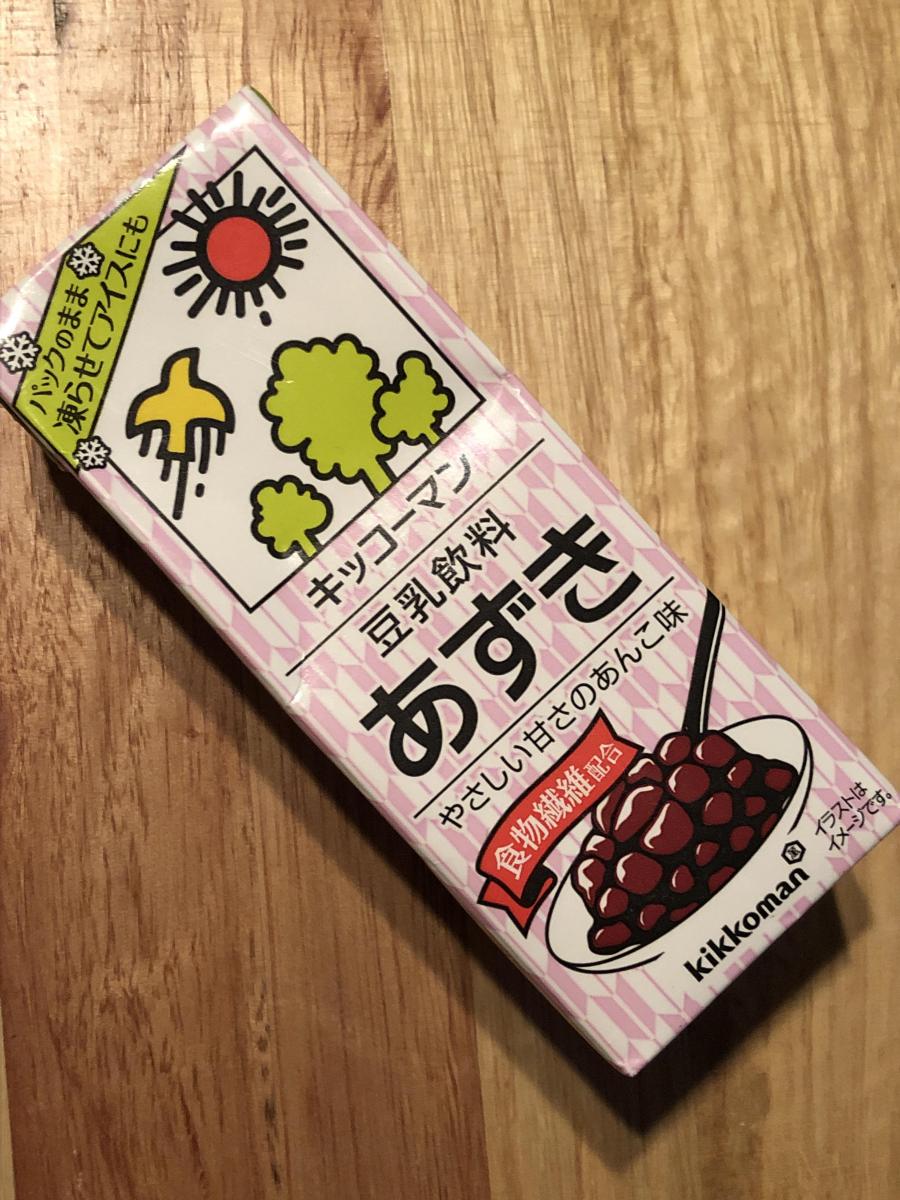 パックのまま
凍らせてアイスにも
キッコーマン
豆乳飲料
あずき
やさしい甘さのあんこ味
食物繊維配合
イラストは
イメージです。
kikkoman